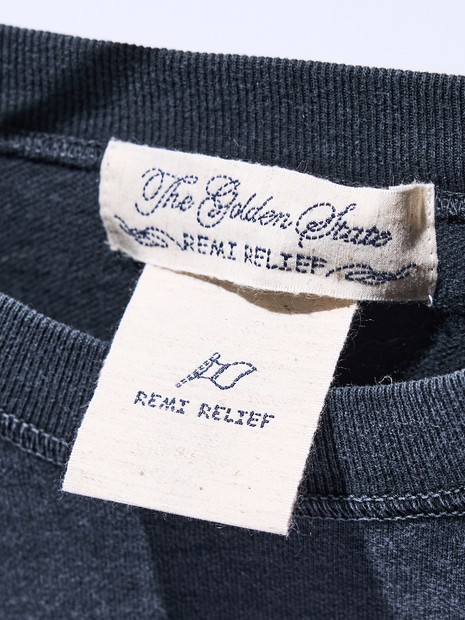 The Golden State
REMI RELIEF
REMI RELIEF